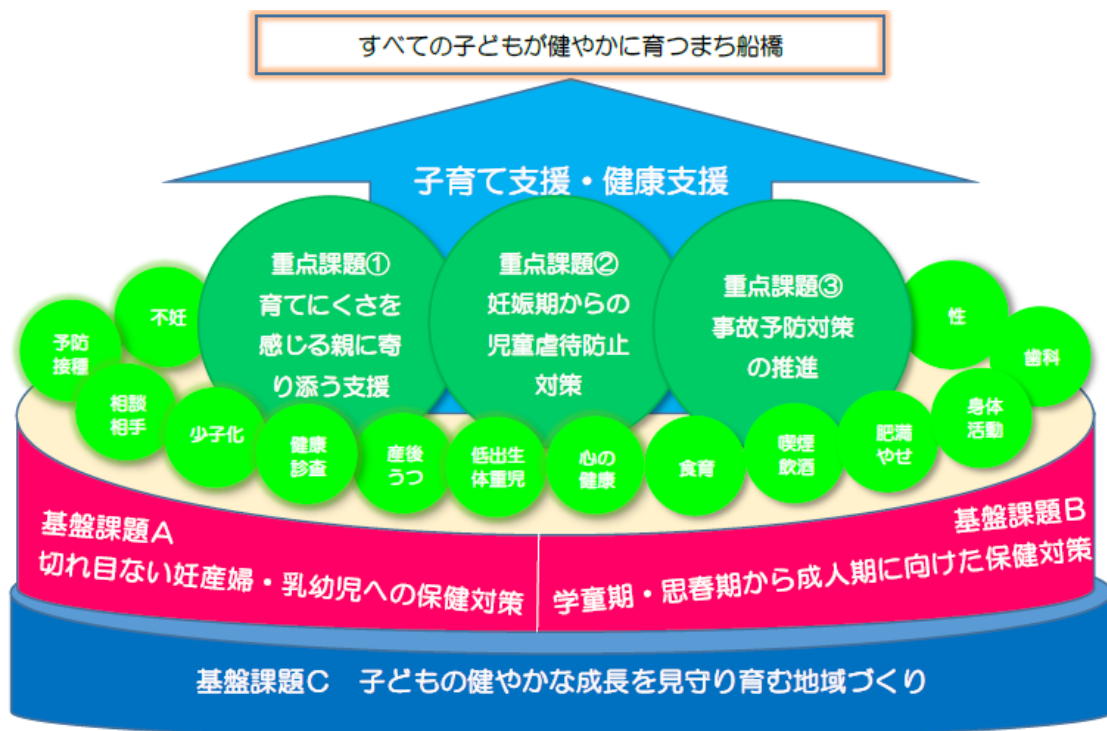 すべての子どもが健やかに育つまち船橋
子育て支援・健康支援
重点課題①
育てにくさを
感じる親に寄
り添う支援
重点課題②
妊娠期からの
児童虐待防止
対策
重点課題③
事故予防対策
の推進
予防
接種
不妊
相談
相手
少子化
健康
診査
産後
うつ
低出生
体重児
心の
健康
食育
喫煙
飲酒
肥満
やせ
身体
活動
性
歯科
基盤課題A
切れ目ない妊産婦・乳幼児への保健対策
基盤課題B
学童期・思春期から成人期に向けた保健対策
基盤課題C 子どもの健やかな成長を見守り育む地域づくり